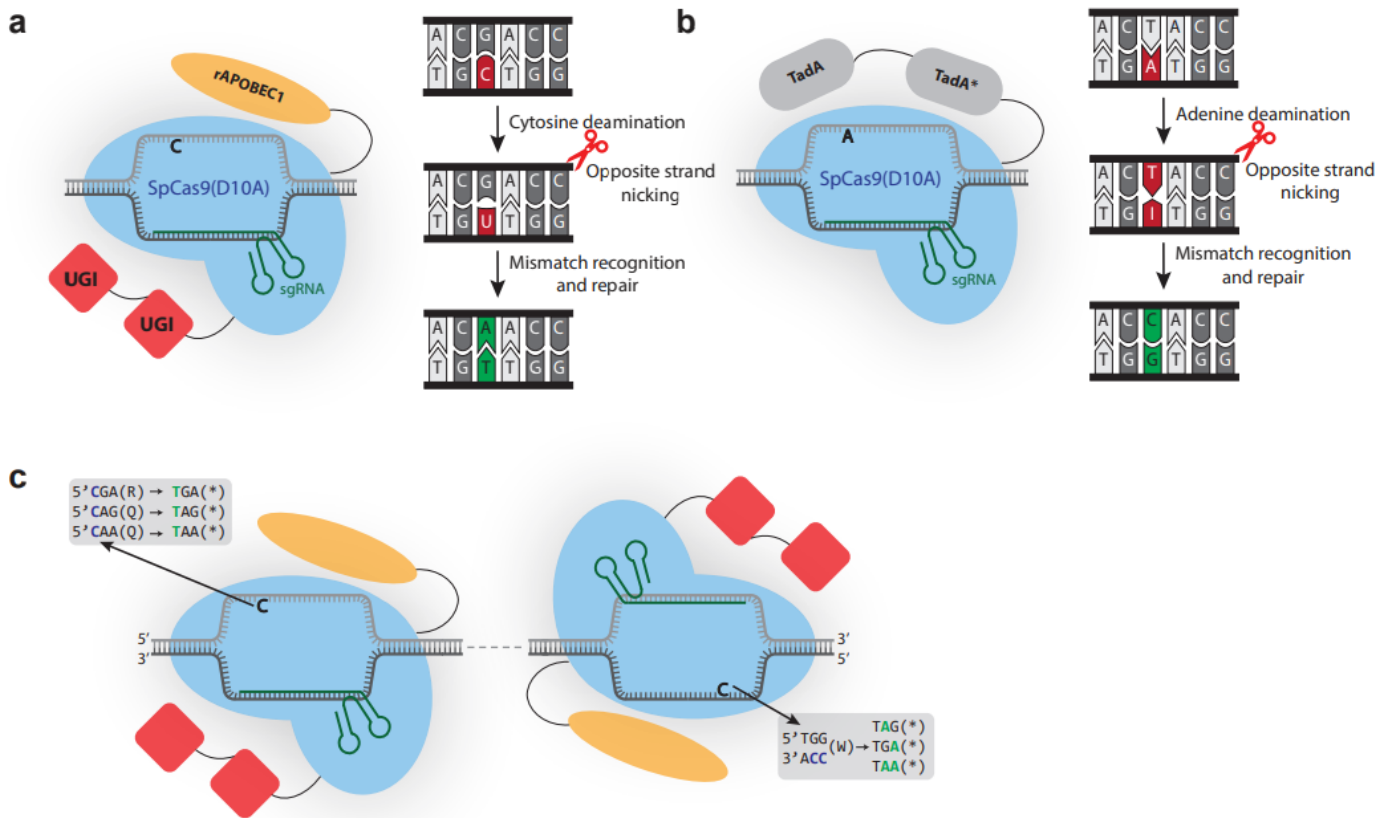 a
rAPOBEC1
C
SpCas9(D10A)
UGI
UGI
sgRNA
A C G A C C
T G C T G G
Cytosine deamination
Opposite strand
nicking
A C G A C C
T G U T G G
Mismatch recognition
and repair
A C A A C C
T G T T G G
b
TadA
TadA*
A
SpCas9(D10A)
sgRNA
A C T A C C
T G A T G G
Adenine deamination
Opposite strand
nicking
A C T A C C
T G I T G G
Mismatch recognition
and repair
A C C A C C
T G G T G G
c
5'CGA(R) → TGA(*)
5'CAG(Q) → TAG(*)
5'CAA(Q) → TAA(*)
C
5'
3'
3'
5'
C
5'TGG
3'ACC
(W)→
TAG(*)
TGA(*)
TAA(*)